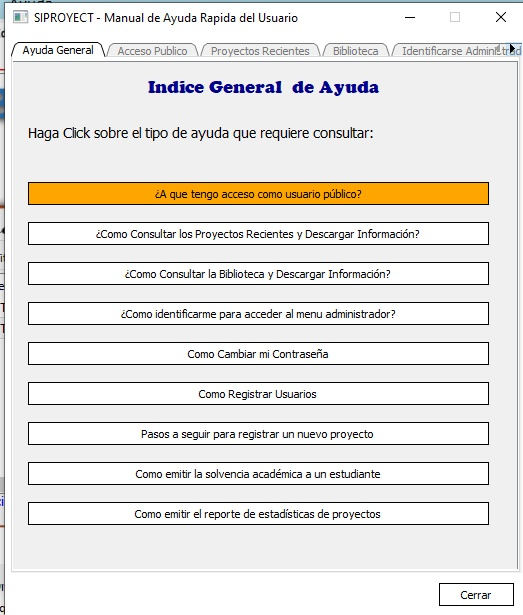 SIPROYECT - Manual de Ayuda Rapida del Usuario
Ayuda General
Acceso Publico
Proyectos Recientes
Biblioteca
Identificarse Administrad
Indice General de Ayuda
Haga Click sobre el tipo de ayuda que requiere consultar:
¿A que tengo acceso como usuario público?
¿Como Consultar los Proyectos Recientes y Descargar Información?
¿Como Consultar la Biblioteca y Descargar Información?
¿Como identificarme para acceder al menu administrador?
Como Cambiar mi Contraseña
Como Registrar Usuarios
Pasos a seguir para registrar un nuevo proyecto
Como emitir la solvencia académica a un estudiante
Como emitir el reporte de estadísticas de proyectos
Cerrar